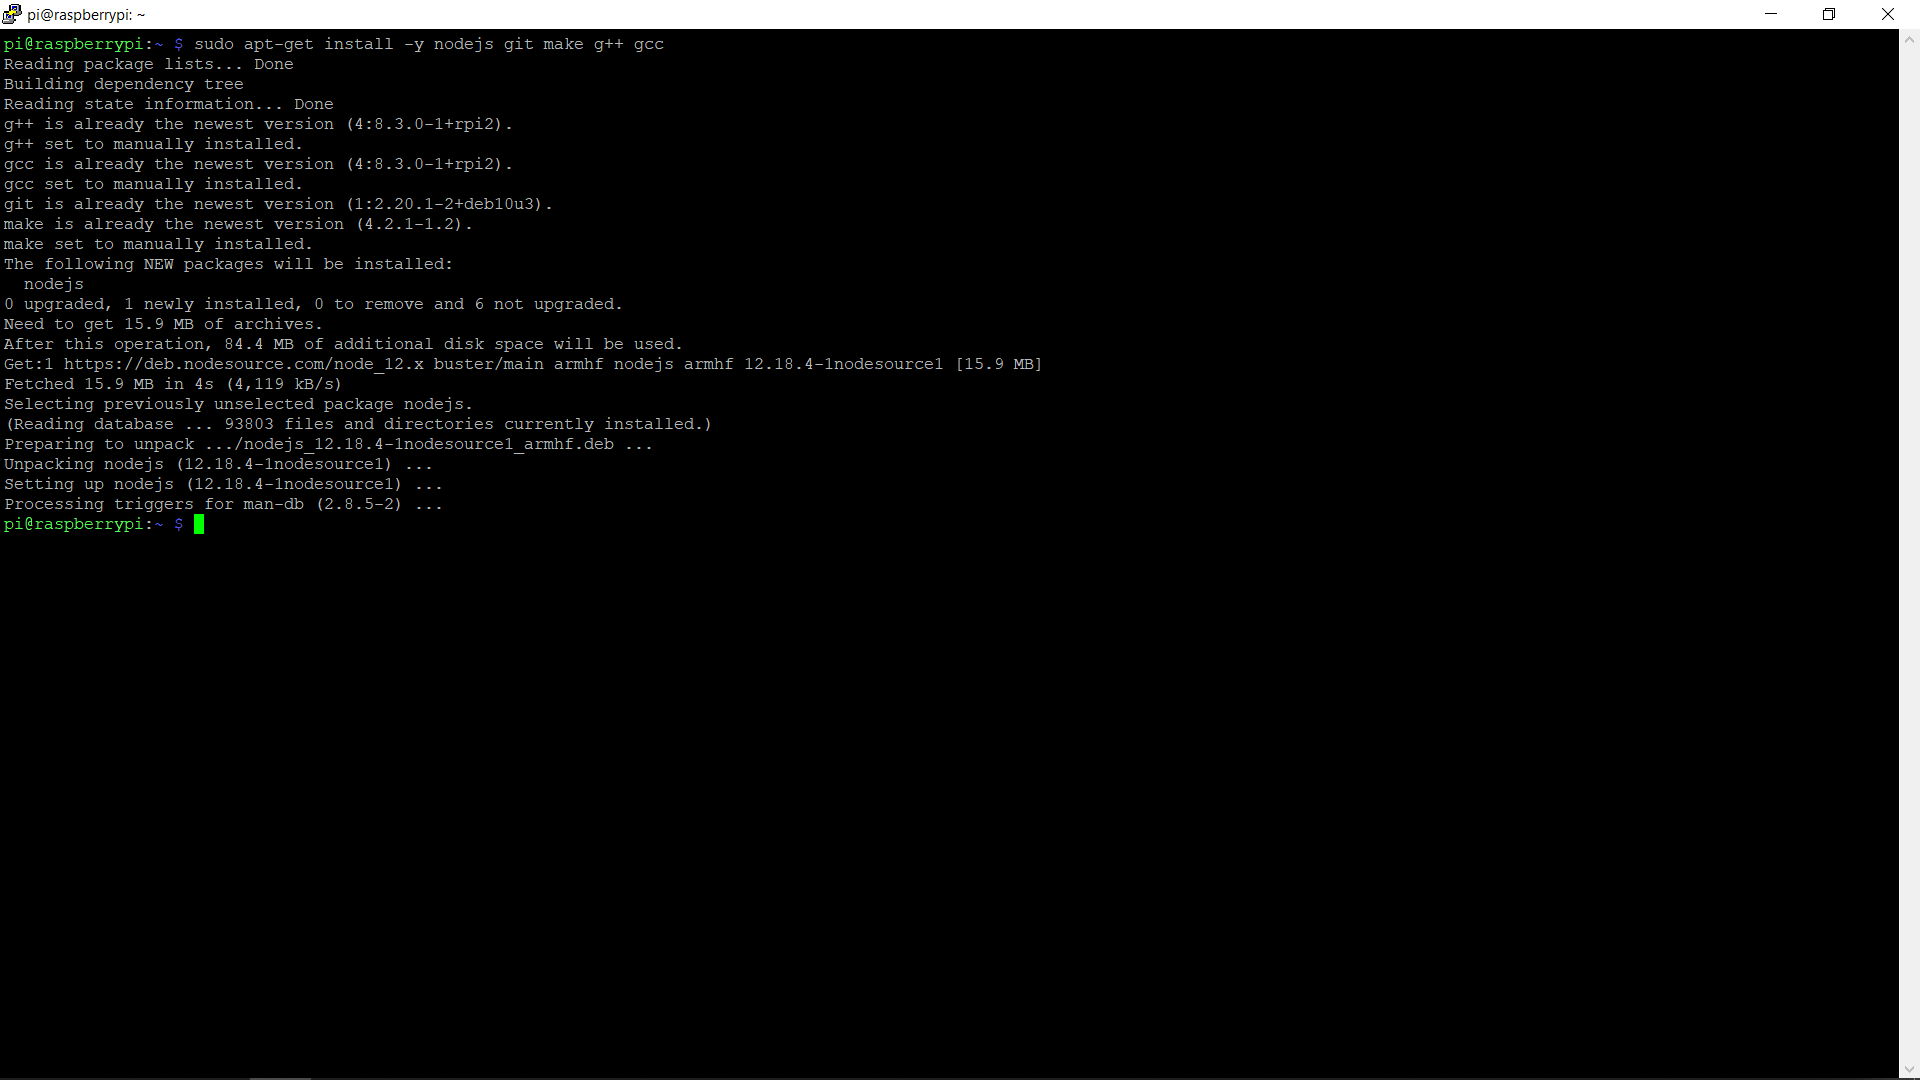 pi@raspberrypi: ~
pi@raspberrypi:~ $ sudo apt-get install -y nodejs git make g++ gcc
Reading package lists... Done
Building dependency tree
Reading state information... Done
g++ is already the newest version (4:8.3.0-1+rpi2).
g++ set to manually installed.
gcc is already the newest version (4:8.3.0-1+rpi2).
gcc set to manually installed.
git is already the newest version (1:2.20.1-2+deb10u3).
make is already the newest version (4.2.1-1.2).
make set to manually installed.
The following NEW packages will be installed:
  nodejs
0 upgraded, 1 newly installed, 0 to remove and 6 not upgraded.
Need to get 15.9 MB of archives.
After this operation, 84.4 MB of additional disk space will be used.
Get:1 https://deb.nodesource.com/node_12.x buster/main armhf nodejs armhf 12.18.4-1nodesource1 [15.9 MB]
Fetched 15.9 MB in 4s (4,119 kB/s)
Selecting previously unselected package nodejs.
(Reading database ... 93803 files and directories currently installed.)
Preparing to unpack .../nodejs_12.18.4-1nodesource1_armhf.deb ...
Unpacking nodejs (12.18.4-1nodesource1) ...
Setting up nodejs (12.18.4-1nodesource1) ...
Processing triggers for man-db (2.8.5-2) ...
pi@raspberrypi:~ $